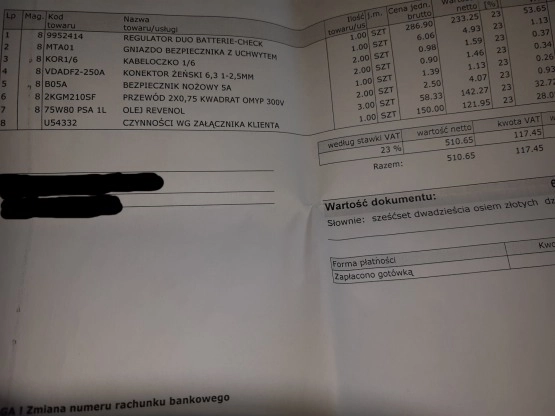 Lp Mag. Kod towaru Nazwa towaru/usługi Ilość towaru/us j.m. Cena jedn. brutto netto [%]
1 8 9952414 REGULATOR DUO BATTERIE-CHECK 1.00 SZT 286.90 233.25 23 53.65
2 8 MTA01 GNIAZDO BEZPIECZNIKA Z UCHWYTEM 1.00 SZT 6.06 4.93 23 1.13
3 8 KOR1/6 KABELOCZKO 1/6 2.00 SZT 0.98 1.59 23 0.37
4 8 VDADF2-250A KONEKTOR ŻEŃSKI 6,3 1-2,5MM 2.00 SZT 0.90 1.46 23 0.34
5 8 B05A BEZPIECZNIK NOŻOWY 5A 1.00 SZT 1.39 1.13 23 0.26
6 8 2KGM210SF PRZEWÓD 2X0,75 KWADRAT OMYP 300V 2.00 SZT 2.50 4.07 23 0.93
7 8 75W80 PSA 1L OLEJ REVENOL 3.00 SZT 58.33 142.27 23 32.7
8 U54332 CZYNNOŚCI WG ZAŁĄCZNIKA KLIENTA 1.00 SZT 150.00 121.95 23 28.0
według stawki VAT wartość netto kwota VAT
23 % 510.65 117.45
Razem: 510.65 117.45
Wartość dokumentu:
Słownie: sześćset dwadzieścia osiem złotych
Forma płatności Kwo
Zapłacono gotówką
GA ! Zmiana numeru rachunku bankowego